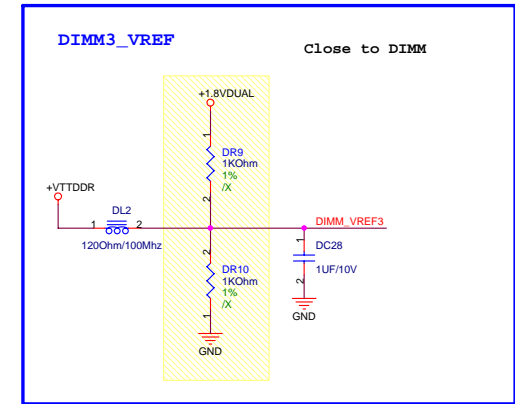 DIMM3_VREF
Close to DIMM
+1.8VDUAL
1
DR9
1KOhm
1%
/X
2
+VTTDDR
DL2
1 2
120Ohm/100Mhz
DIMM_VREF3
2
DR10
1KOhm
1%
/X
1
GND
1
DC28
1UF/10V
2
GND